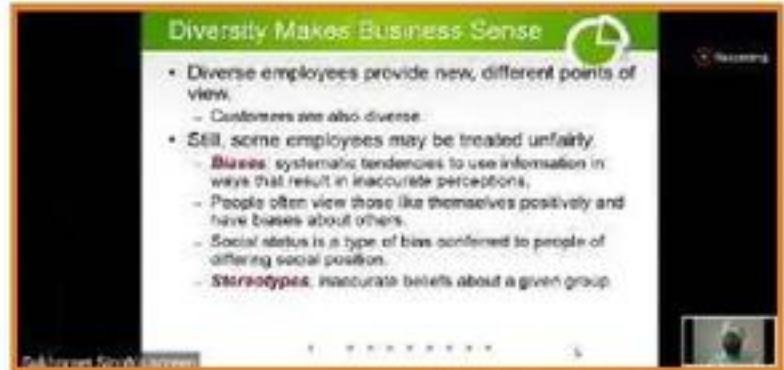 Diversity Makes Business Sense
Recording
• Diverse employees provide new, different points of
view.
– Customers are also diverse.
• Still, some employees may be treated unfairly.
– Biases: systematic tendencies to use information in
ways that result in inaccurate perceptions.
– People often view those like themselves positively and
have biases about others.
– Social status is a type of bias conferred to people of
differing social position.
– Stereotypes: inaccurate beliefs about a given group.
Singh